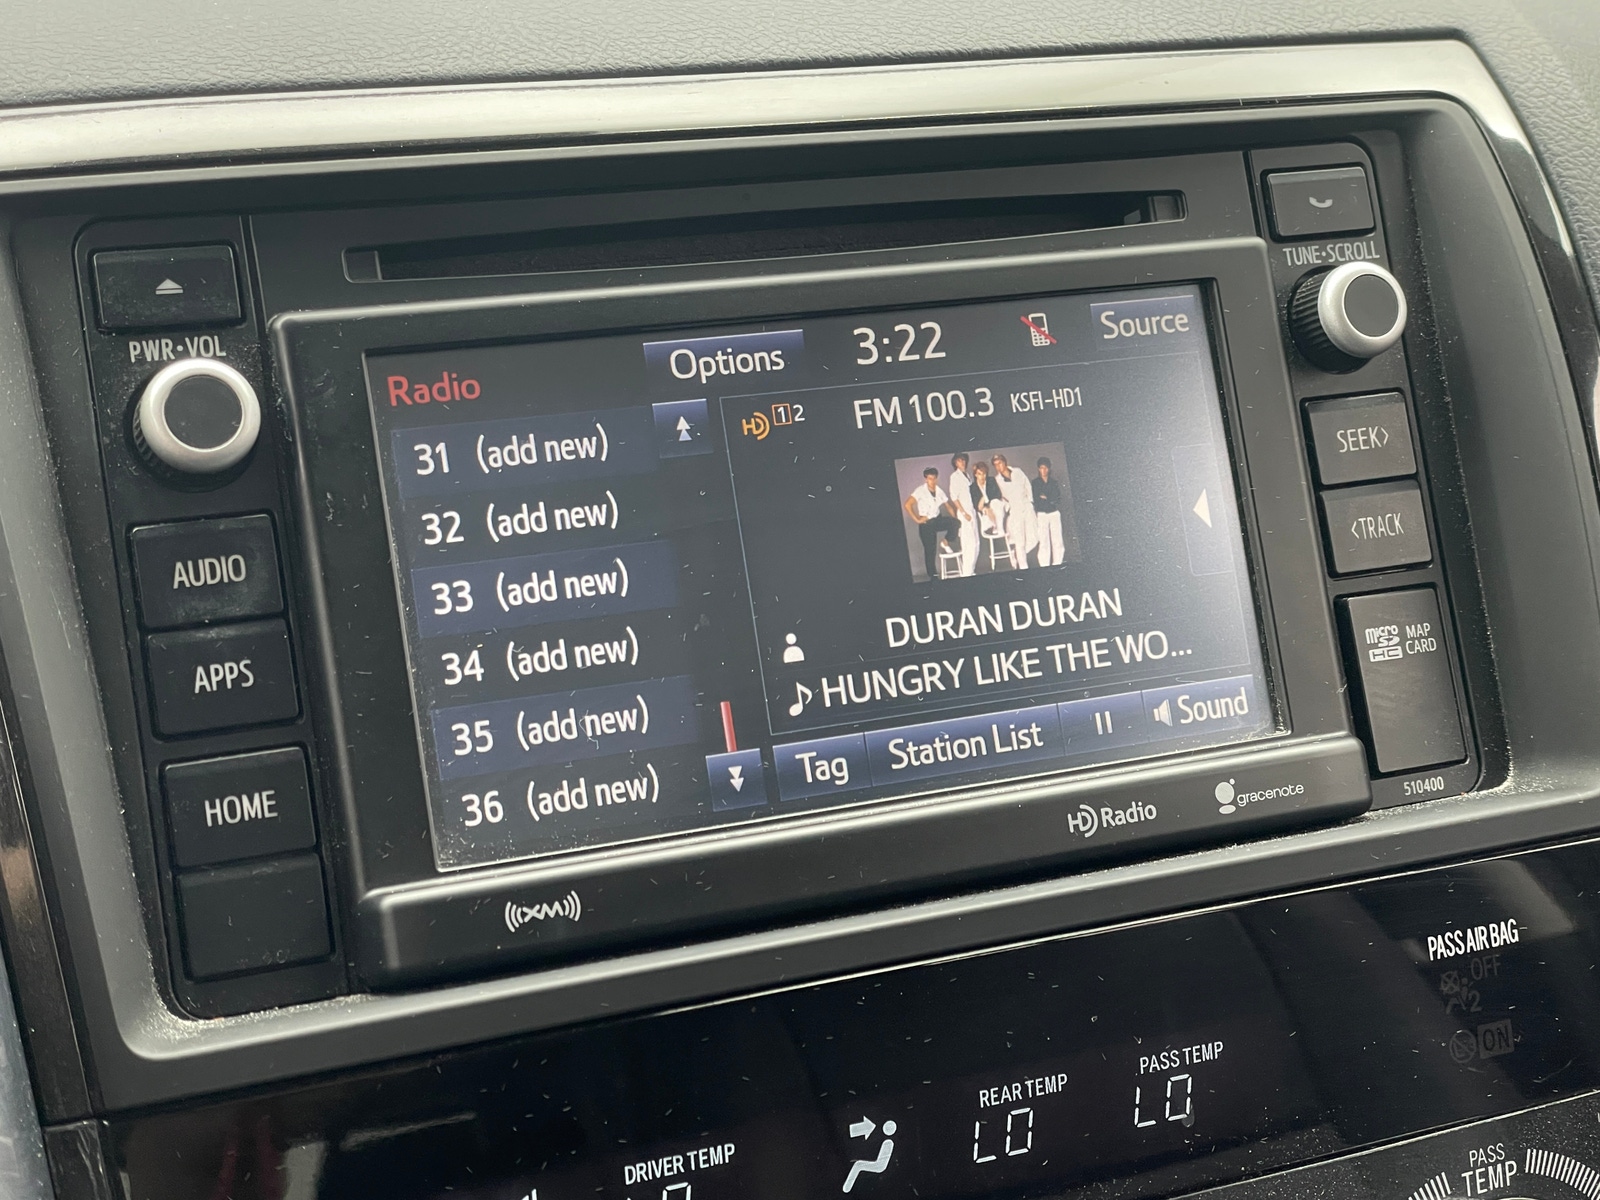 PWR•VOL
AUDIO
APPS
HOME
Radio
Options
3:22
Source
31 (add new)
32 (add new)
33 (add new)
34 (add new)
35 (add new)
36 (add new)
HD 1 2
FM 100.3 KSFI-HD1
DURAN DURAN
HUNGRY LIKE THE WO...
Tag
Station List
Sound
TUNE•SCROLL
SEEK>
<TRACK
micro SD HC
MAP CARD
510400
HD Radio
gracenote
((XM))
PASS AIR BAG
OFF
2
ON
PASS TEMP
LO
REAR TEMP
LO
DRIVER TEMP
PASS
TEMP